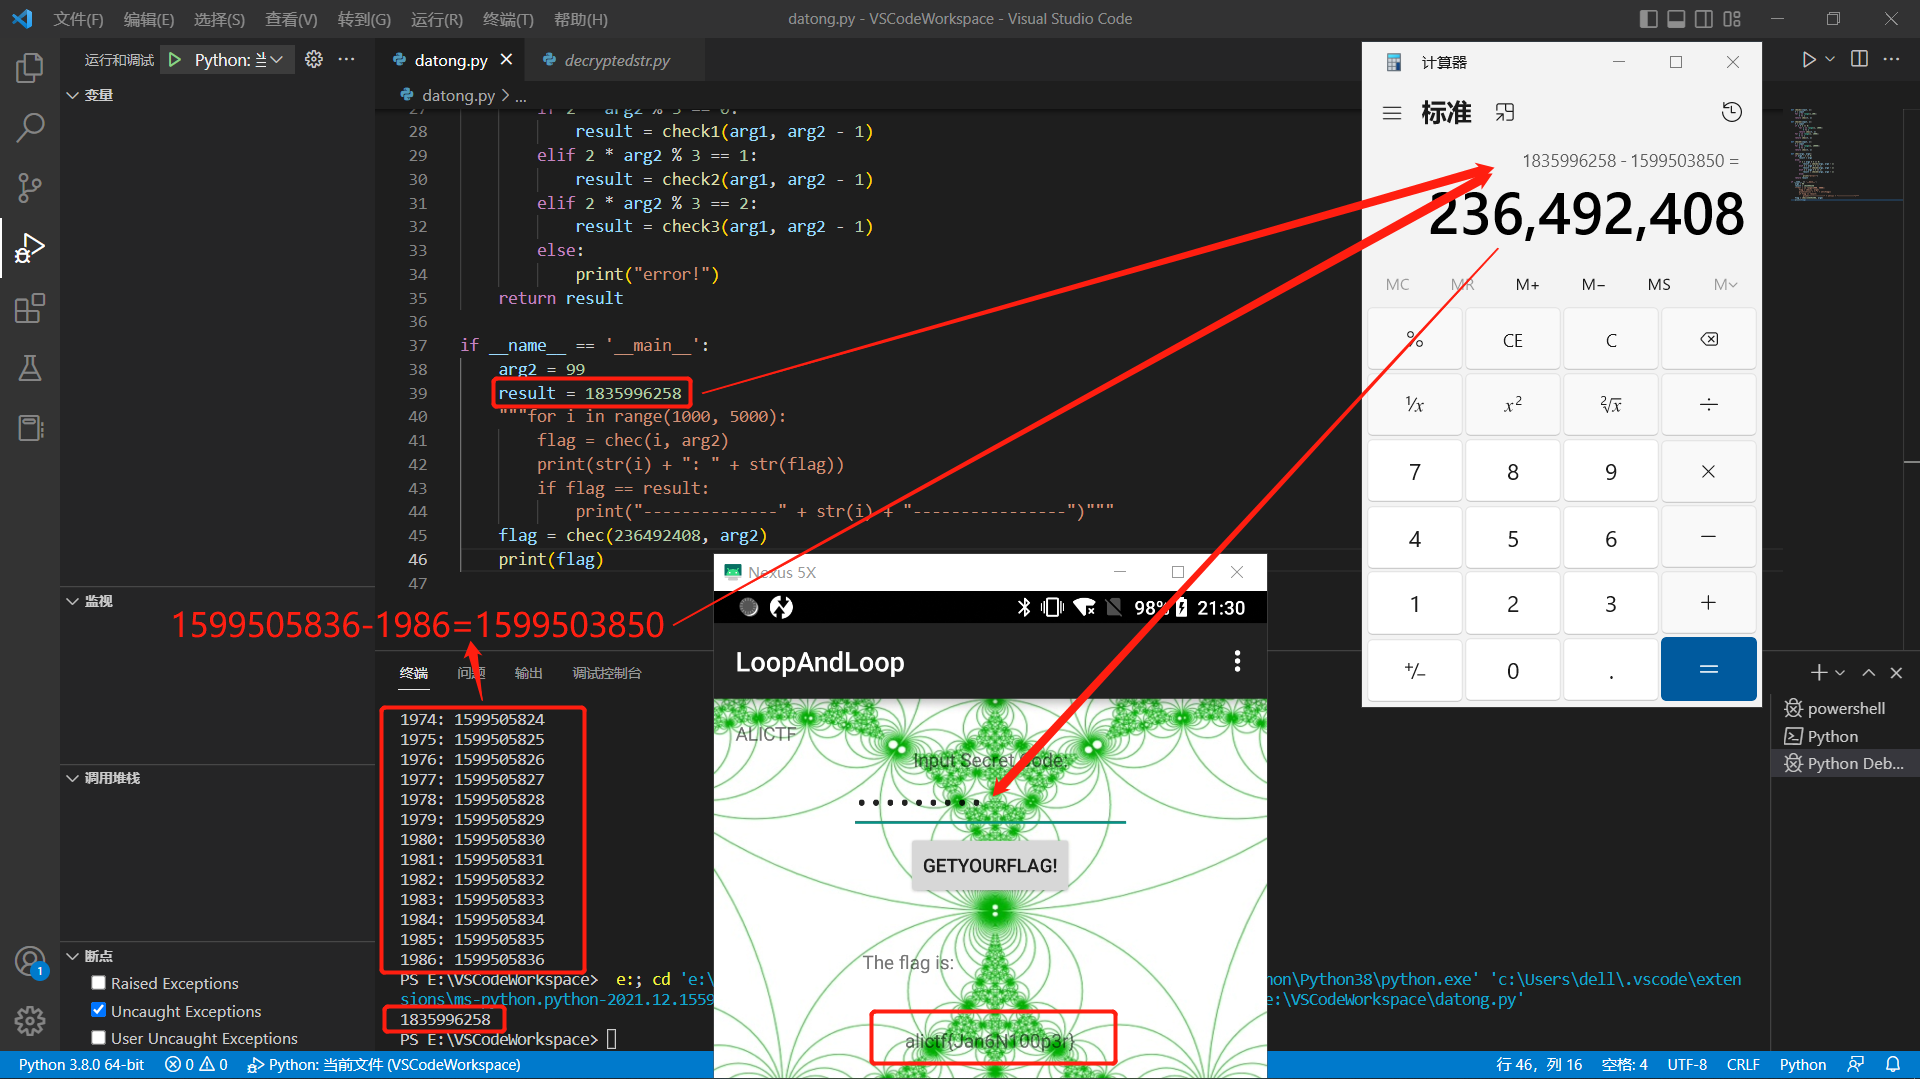 文件(F) 编辑(E) 选择(S) 查看(V) 转到(G) 运行(R) 终端(T) 帮助(H)
datong.py - VSCodeWorkspace - Visual Studio Code
运行和调试 Python: 当
datong.py
decryptedstr.py
datong.py > ...
变量
监视
调用堆栈
断点
Raised Exceptions
Uncaught Exceptions
User Uncaught Exceptions
27
28 result = check1(arg1, arg2 - 1)
29 elif 2 * arg2 % 3 == 1:
30 result = check2(arg1, arg2 - 1)
31 elif 2 * arg2 % 3 == 2:
32 result = check3(arg1, arg2 - 1)
33 else:
34 print("error!")
35 return result
36
37 if __name__ == '__main__':
38 arg2 = 99
39 result = 1835996258
40 """for i in range(1000, 5000):
41 flag = chec(i, arg2)
42 print(str(i) + ": " + str(flag))
43 if flag == result:
44 print("--------------" + str(i) + "----------------")"""
45 flag = chec(236492408, arg2)
46 print(flag)
47
1599505836-1986=1599503850
终端 问题 输出 调试控制台
1974: 1599505824
1975: 1599505825
1976: 1599505826
1977: 1599505827
1978: 1599505828
1979: 1599505829
1980: 1599505830
1981: 1599505831
1982: 1599505832
1983: 1599505833
1984: 1599505834
1985: 1599505835
1986: 1599505836
PS E:\VSCodeWorkspace> e:; cd 'e:\ hon\Python38\python.exe' 'c:\Users\dell\.vscode\exten
sions\ms-python.python-2021.12.1559 e:\VSCodeWorkspace\datong.py'
1835996258
PS E:\VSCodeWorkspace>
powershell
Python
Python Deb...
Nexus 5X
98% 21:30
LoopAndLoop
ALICTF
Input Secret Code:
GETYOURFLAG!
The flag is:
alictf{Jan6N100p3r}
计算器
标准
1835996258 - 1599503850 =
236,492,408
MC MR M+ M− MS M
% CE C
¹/x x² ²√x ÷
7 8 9 ×
4 5 6 −
1 2 3 +
+/− 0 . =
1
Python 3.8.0 64-bit 0 0 Python: 当前文件 (VSCodeWorkspace)
行 46，列 16 空格: 4 UTF-8 CRLF Python